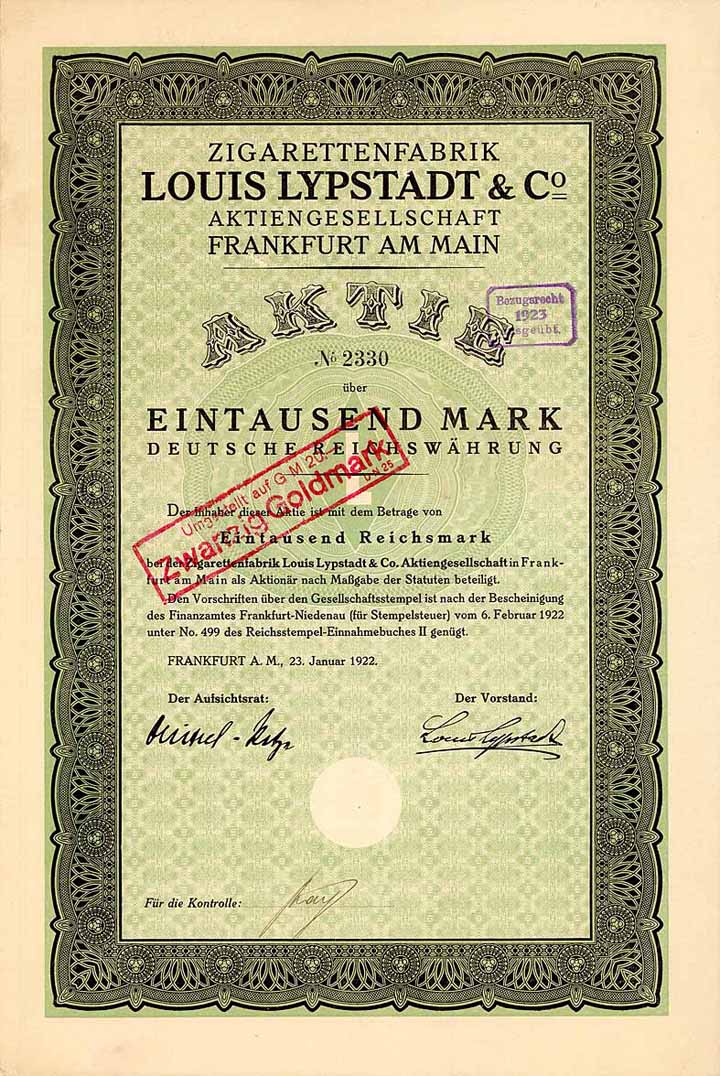 ZIGARETTENFABRIK
LOUIS LYPSTADT & Co
AKTIENGESELLSCHAFT
FRANKFURT AM MAIN
AKTIE
Bezugsrecht
1923
ausgeübt.
No 2330
über
EINTAUSEND MARK
DEUTSCHE REICHSWÄHRUNG
Umgestellt auf G M 20.-
Zwanzig Goldmark
Der Inhaber dieser Aktie ist mit dem Betrage von
Eintausend Reichsmark
bei der Zigarettenfabrik Louis Lypstadt & Co. Aktiengesellschaft in Frank-
furt am Main als Aktionär nach Maßgabe der Statuten beteiligt.
Den Vorschriften über den Gesellschaftsstempel ist nach der Bescheinigung
des Finanzamtes Frankfurt-Niedenau (für Stempelsteuer) vom 6. Februar 1922
unter No. 499 des Reichsstempel-Einnahmebuches II genügt.
FRANKFURT A. M., 23. Januar 1922.
Der Aufsichtsrat: Der Vorstand:
Louis Lypstadt
Für die Kontrolle: